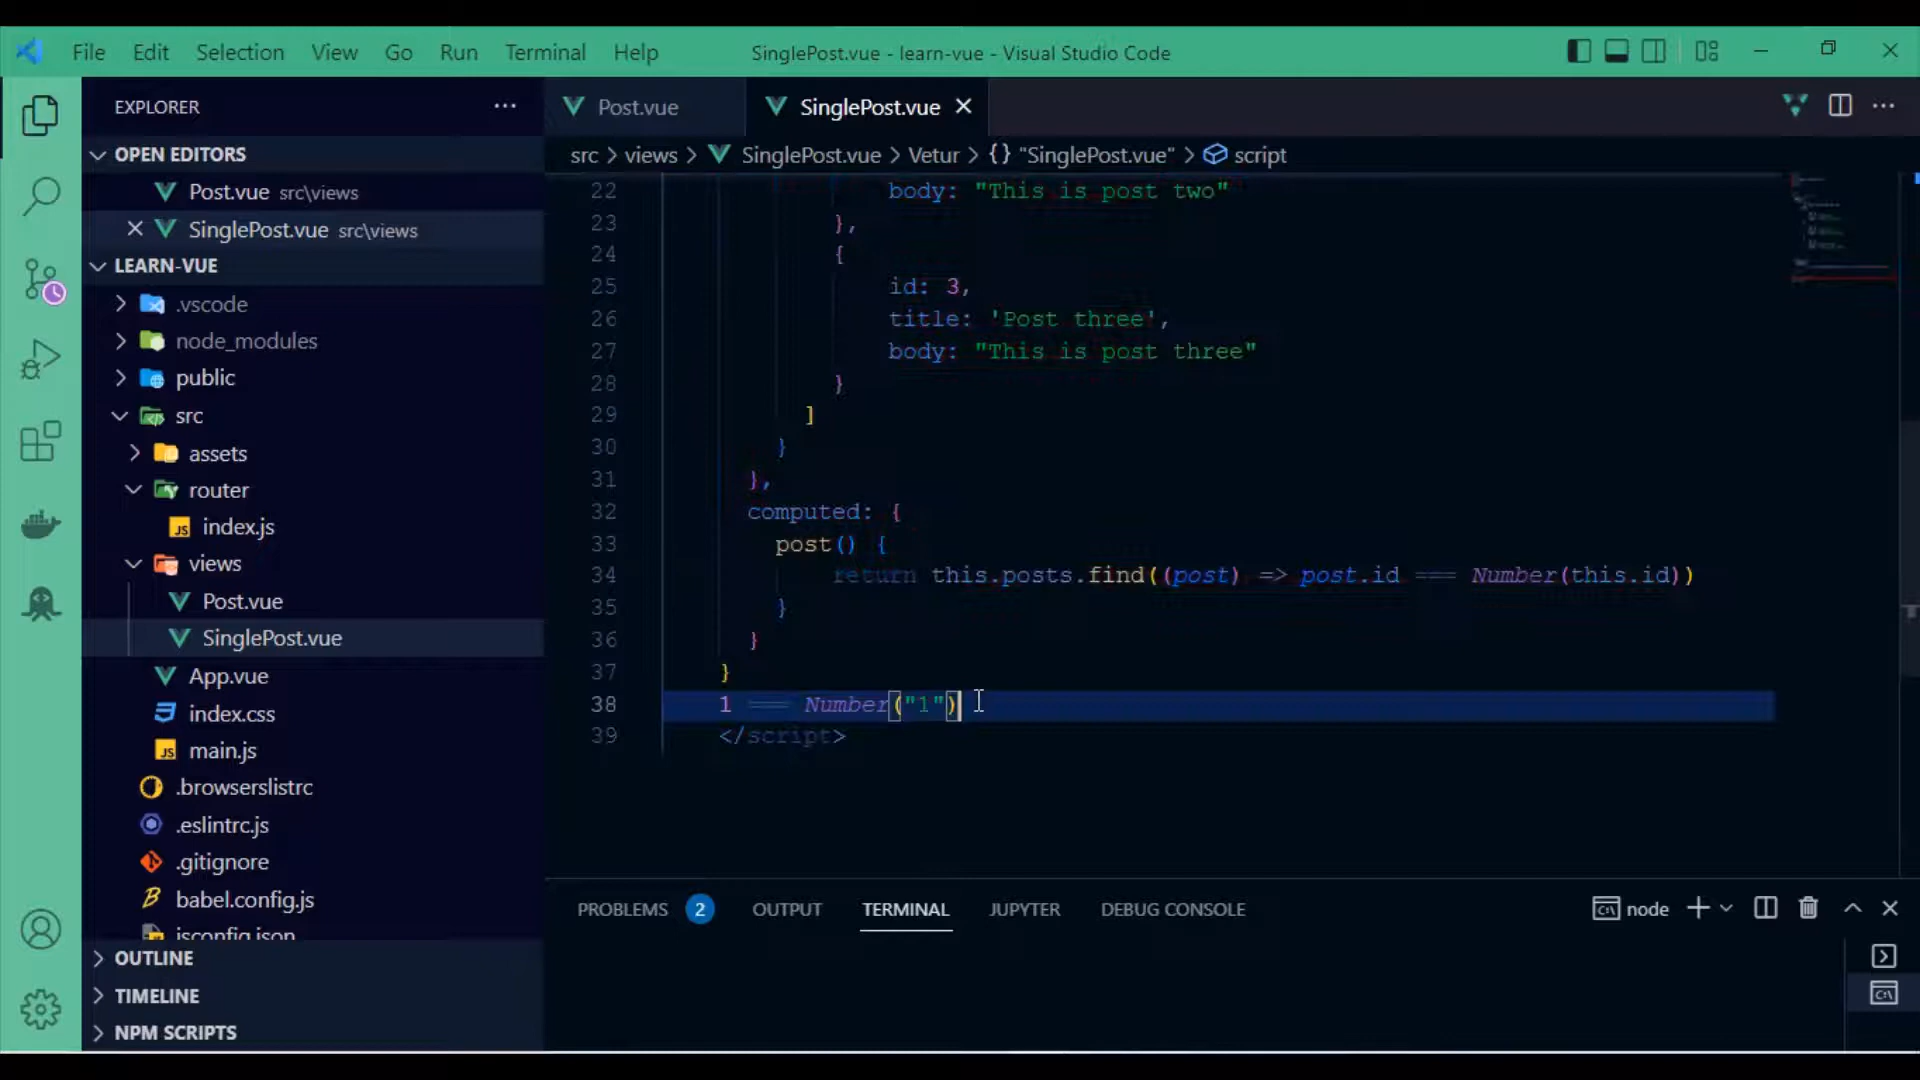 File Edit Selection View Go Run Terminal Help
SinglePost.vue - learn-vue - Visual Studio Code
EXPLORER
OPEN EDITORS
Post.vue src\views
SinglePost.vue src\views
LEARN-VUE
.vscode
node_modules
public
src
assets
router
JS index.js
views
Post.vue
SinglePost.vue
App.vue
index.css
JS main.js
.browserslistrc
.eslintrc.js
.gitignore
babel.config.js
jsconfig.json
OUTLINE
TIMELINE
NPM SCRIPTS
Post.vue SinglePost.vue
src > views > SinglePost.vue > Vetur > {} "SinglePost.vue" > script
22 body: "This is post two"
23 },
24 {
25 id: 3,
26 title: 'Post three',
27 body: "This is post three"
28 }
29 ]
30 }
31 },
32 computed: {
33 post() {
34 return this.posts.find((post) => post.id === Number(this.id))
35 }
36 }
37 }
38 1 === Number("1")
39 </script>
PROBLEMS 2 OUTPUT TERMINAL JUPYTER DEBUG CONSOLE
node